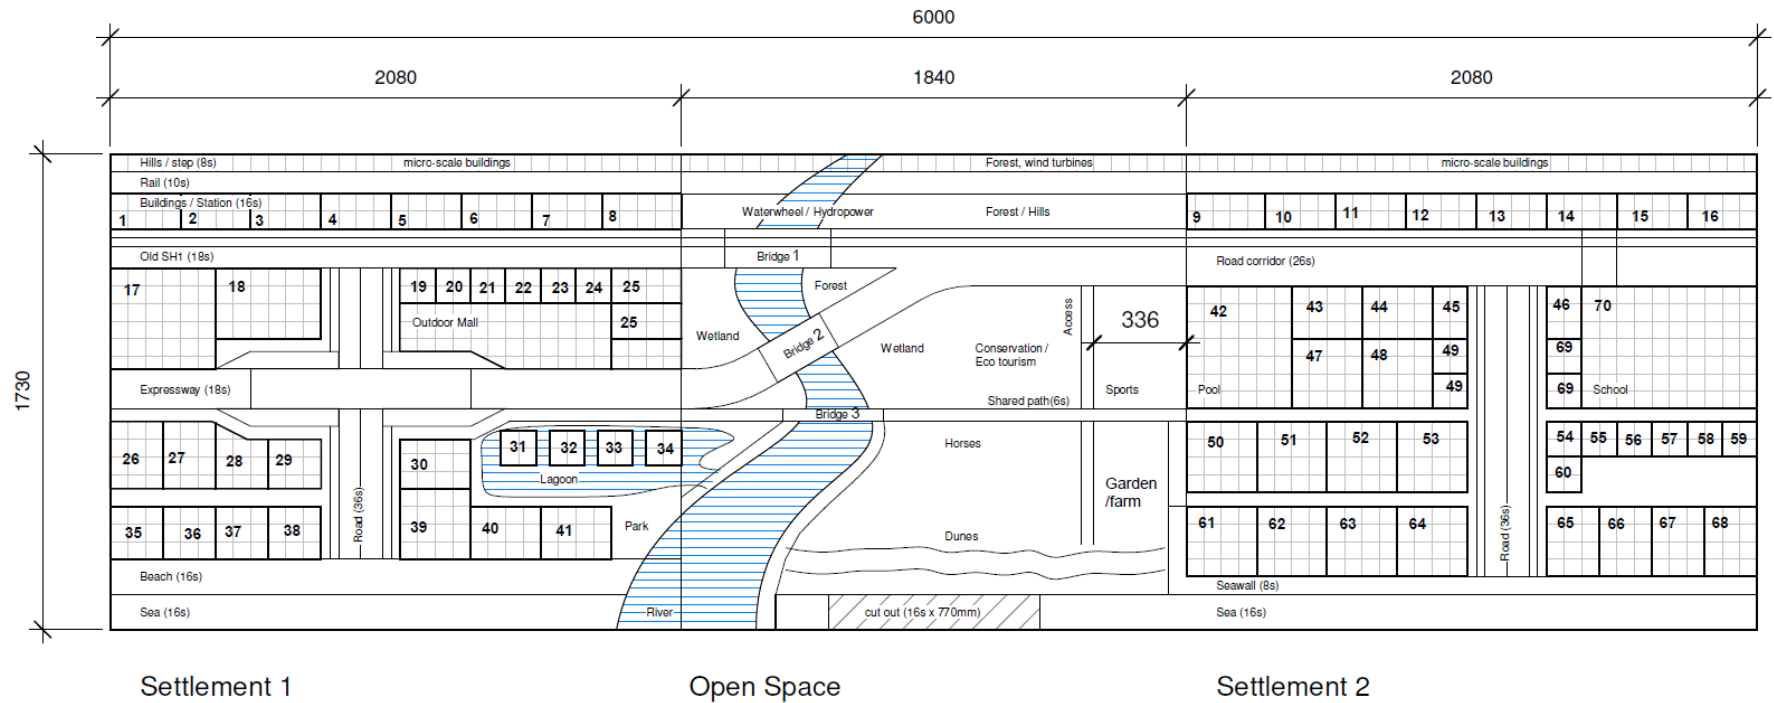 6000
2080 1840 2080
1730
Hills / step (8s) micro-scale buildings Forest, wind turbines micro-scale buildings
Rail (10s)
Buildings / Station (16s)
1 2 3 4 5 6 7 8 Waterwheel / Hydropower Forest / Hills 9 10 11 12 13 14 15 16
Old SH1 (18s) Bridge 1 Road corridor (26s)
17 18 19 20 21 22 23 24 25 Forest
Outdoor Mall 25 Wetland Bridge 2 Wetland Conservation /
Eco tourism
Access 336
42 43 44 45 46 70
47 48 49 69
49 69
Expressway (18s) Sports Pool School
Shared path(6s)
Bridge 3
26 27 28 29 30 31 32 33 34 Horses 50 51 52 53 54 55 56 57 58 59
60
Lagoon
Garden
/farm
Road (36s) Road (36s)
35 36 37 38 39 40 41 Park 61 62 63 64 65 66 67 68
Dunes
Beach (16s) Seawall (8s)
Sea (16s) River cut out (16s x 770mm) Sea (16s)
Settlement 1 Open Space Settlement 2